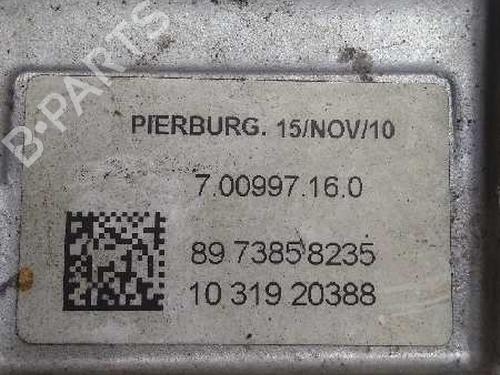 B-PARTS
PIERBURG. 15/NOV/10
7.00997.16.0
89 7385 8235
10 319 20388